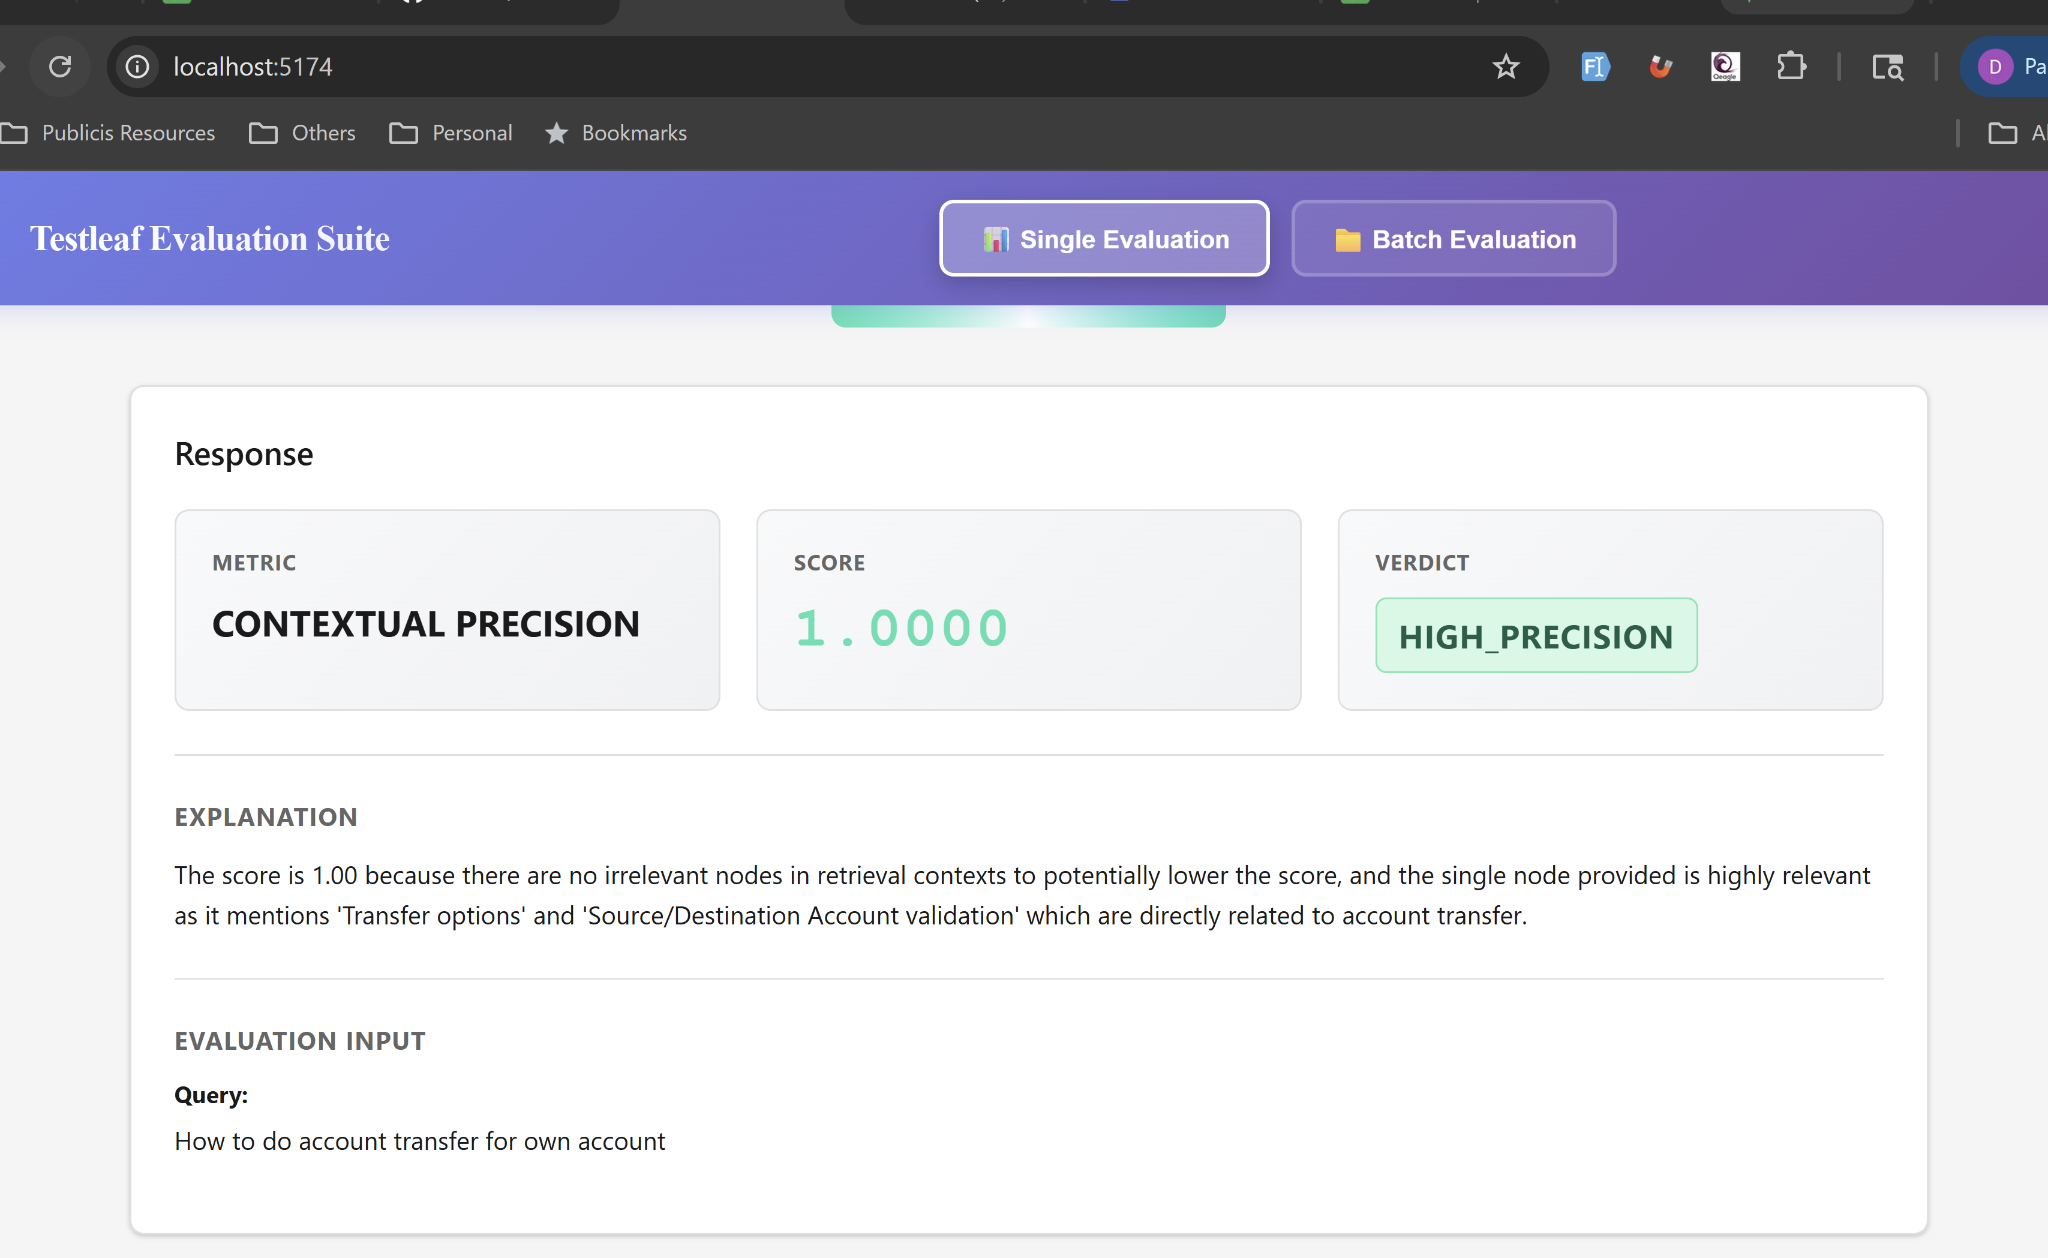 localhost:5174
D Pa
Publicis Resources Others Personal Bookmarks
Testleaf Evaluation Suite
Single Evaluation
Batch Evaluation
Response
METRIC
CONTEXTUAL PRECISION
SCORE
1.0000
VERDICT
HIGH_PRECISION
EXPLANATION
The score is 1.00 because there are no irrelevant nodes in retrieval contexts to potentially lower the score, and the single node provided is highly relevant
as it mentions 'Transfer options' and 'Source/Destination Account validation' which are directly related to account transfer.
EVALUATION INPUT
Query:
How to do account transfer for own account